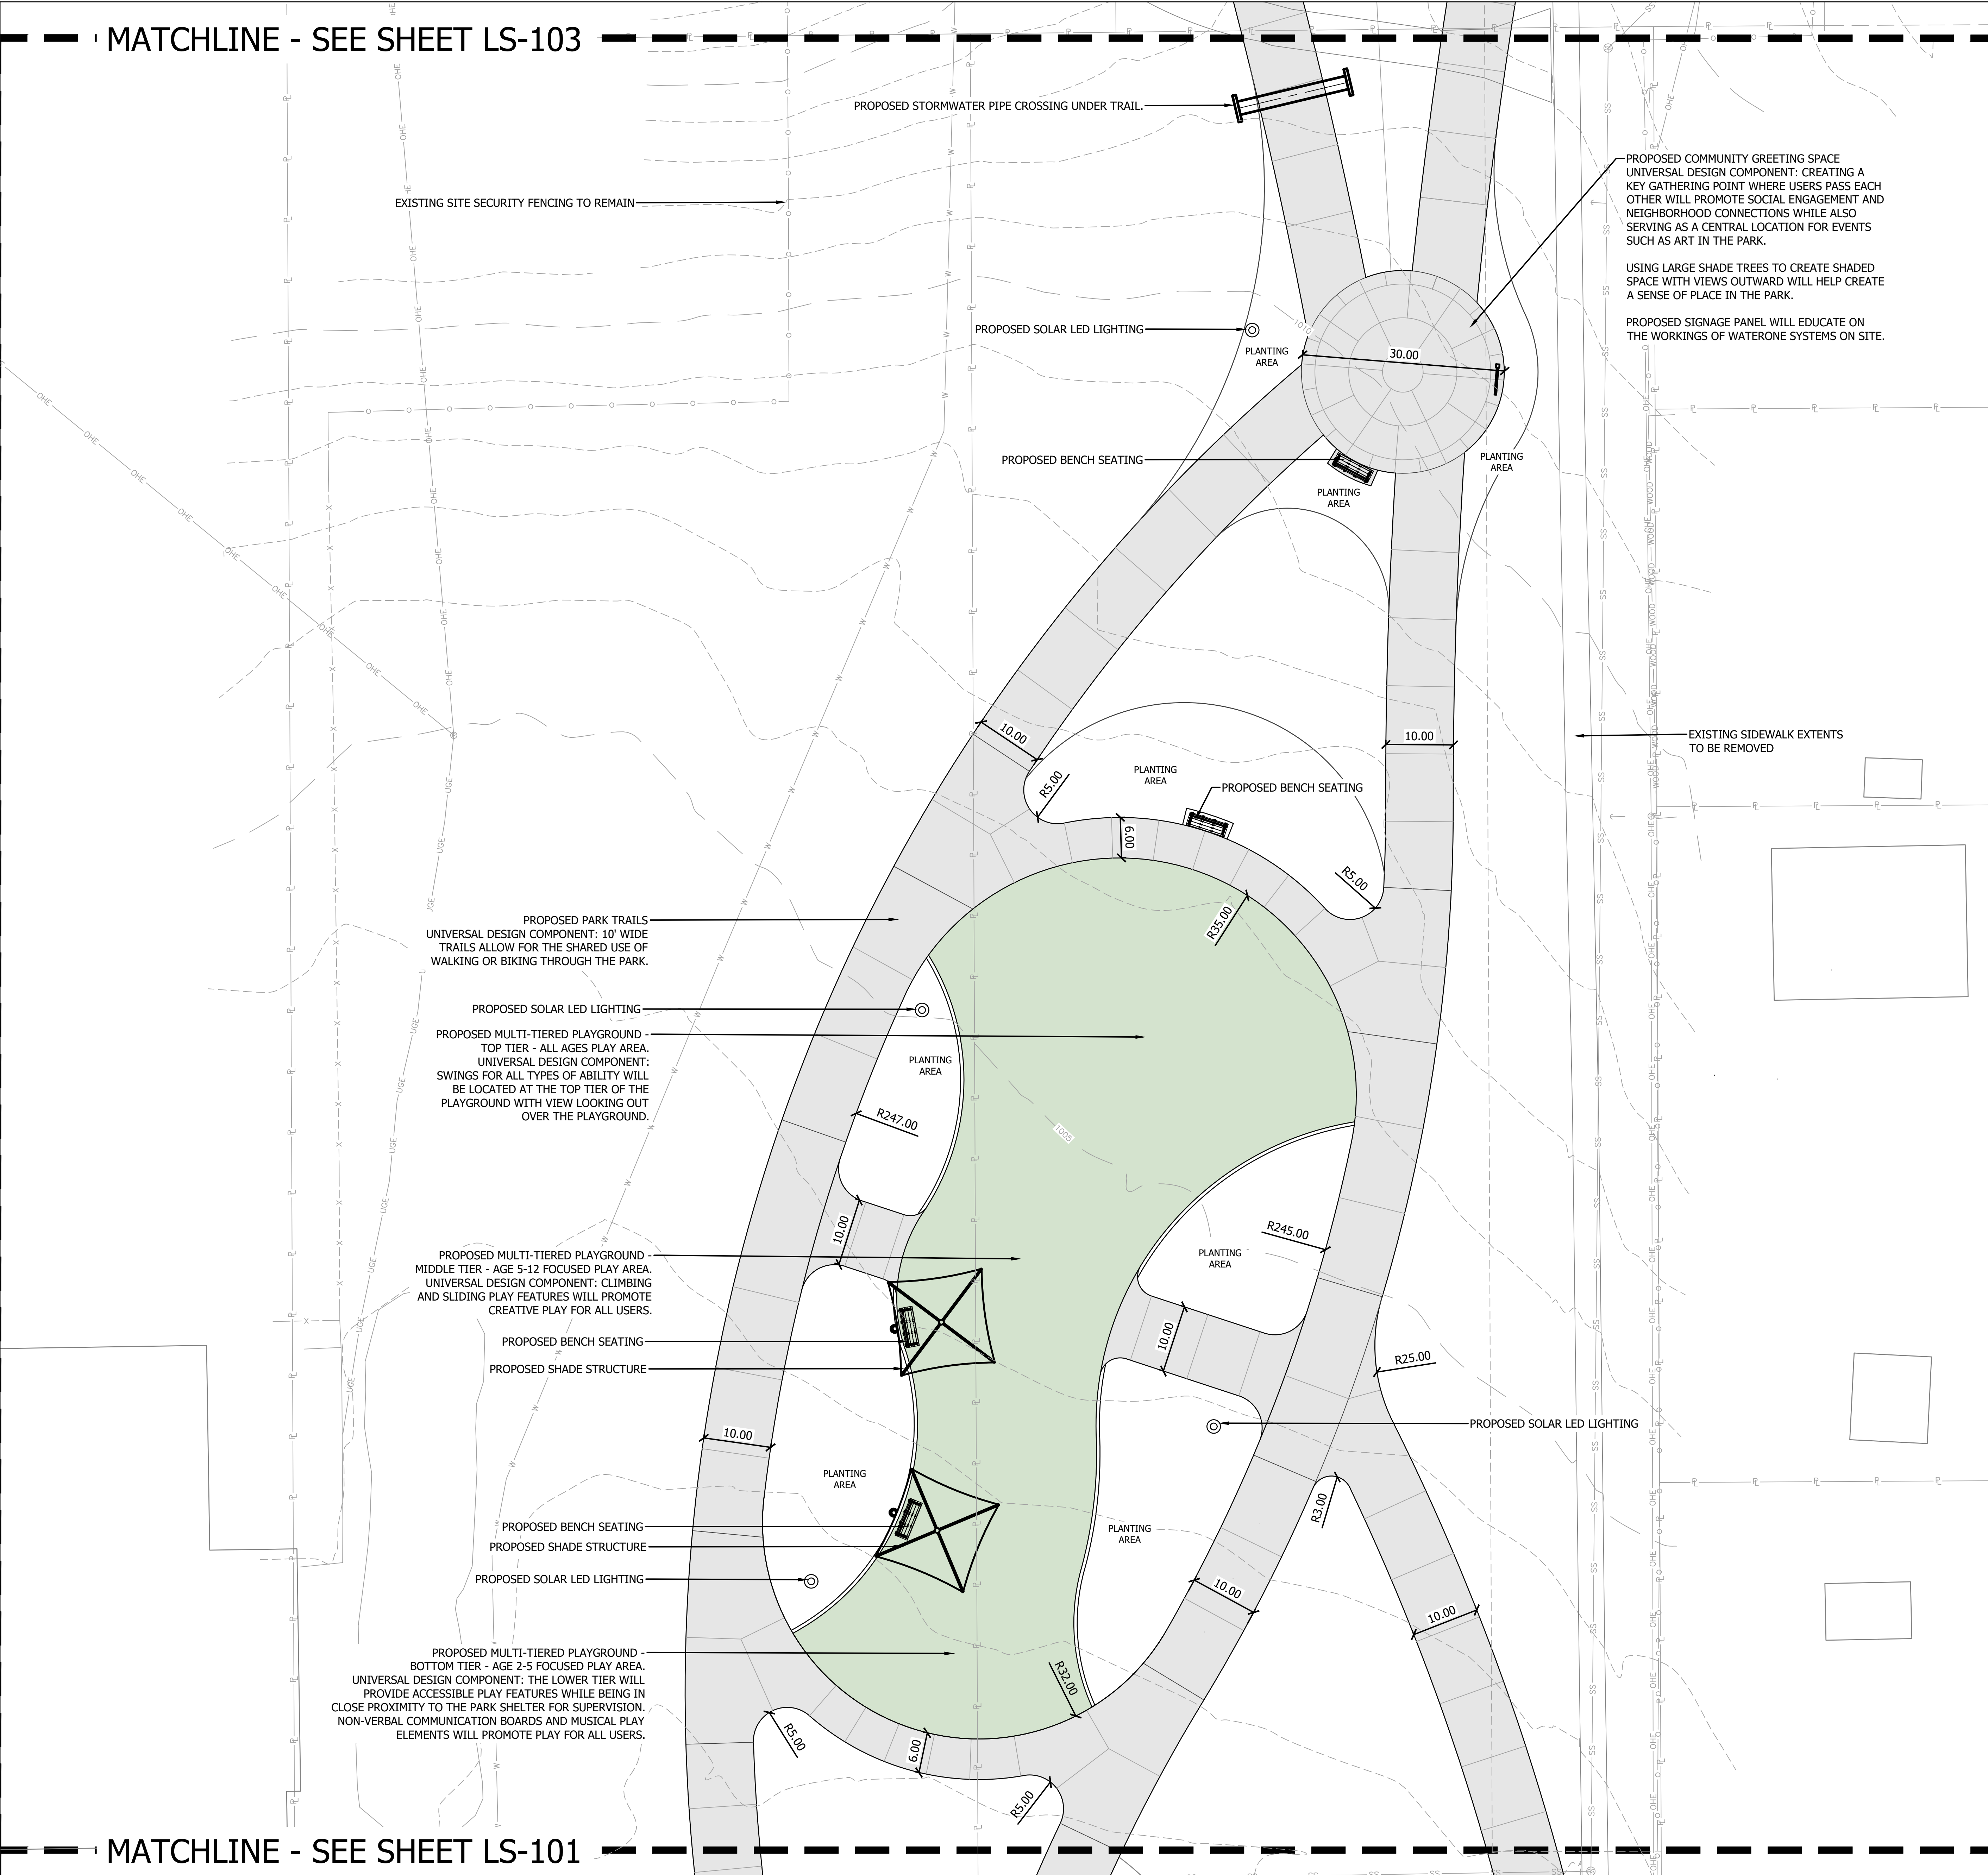 MATCHLINE - SEE SHEET LS-103
PROPOSED STORMWATER PIPE CROSSING UNDER TRAIL.
EXISTING SITE SECURITY FENCING TO REMAIN
PROPOSED COMMUNITY GREETING SPACE
UNIVERSAL DESIGN COMPONENT: CREATING A
KEY GATHERING POINT WHERE USERS PASS EACH
OTHER WILL PROMOTE SOCIAL ENGAGEMENT AND
NEIGHBORHOOD CONNECTIONS WHILE ALSO
SERVING AS A CENTRAL LOCATION FOR EVENTS
SUCH AS ART IN THE PARK.
USING LARGE SHADE TREES TO CREATE SHADED
SPACE WITH VIEWS OUTWARD WILL HELP CREATE
A SENSE OF PLACE IN THE PARK.
PROPOSED SIGNAGE PANEL WILL EDUCATE ON
THE WORKINGS OF WATERONE SYSTEMS ON SITE.
PROPOSED SOLAR LED LIGHTING
1010
PLANTING
AREA
30.00
PROPOSED BENCH SEATING
PLANTING
AREA
PLANTING
AREA
10.00
10.00
EXISTING SIDEWALK EXTENTS
TO BE REMOVED
R5.00
PLANTING
AREA
PROPOSED BENCH SEATING
6.00
R5.00
R35.00
PROPOSED PARK TRAILS
UNIVERSAL DESIGN COMPONENT: 10' WIDE
TRAILS ALLOW FOR THE SHARED USE OF
WALKING OR BIKING THROUGH THE PARK.
PROPOSED SOLAR LED LIGHTING
PROPOSED MULTI-TIERED PLAYGROUND -
TOP TIER - ALL AGES PLAY AREA.
UNIVERSAL DESIGN COMPONENT:
SWINGS FOR ALL TYPES OF ABILITY WILL
BE LOCATED AT THE TOP TIER OF THE
PLAYGROUND WITH VIEW LOOKING OUT
OVER THE PLAYGROUND.
PLANTING
AREA
R247.00
1005
10.00
R245.00
PLANTING
AREA
PROPOSED MULTI-TIERED PLAYGROUND -
MIDDLE TIER - AGE 5-12 FOCUSED PLAY AREA.
UNIVERSAL DESIGN COMPONENT: CLIMBING
AND SLIDING PLAY FEATURES WILL PROMOTE
CREATIVE PLAY FOR ALL USERS.
PROPOSED BENCH SEATING
PROPOSED SHADE STRUCTURE
10.00
R25.00
PROPOSED SOLAR LED LIGHTING
10.00
PLANTING
AREA
R3.00
PROPOSED BENCH SEATING
PROPOSED SHADE STRUCTURE
PLANTING
AREA
PROPOSED SOLAR LED LIGHTING
10.00
10.00
PROPOSED MULTI-TIERED PLAYGROUND -
BOTTOM TIER - AGE 2-5 FOCUSED PLAY AREA.
UNIVERSAL DESIGN COMPONENT: THE LOWER TIER WILL
PROVIDE ACCESSIBLE PLAY FEATURES WHILE BEING IN
CLOSE PROXIMITY TO THE PARK SHELTER FOR SUPERVISION.
NON-VERBAL COMMUNICATION BOARDS AND MUSICAL PLAY
ELEMENTS WILL PROMOTE PLAY FOR ALL USERS.
R32.00
R5.00
6.00
R5.00
MATCHLINE - SEE SHEET LS-101